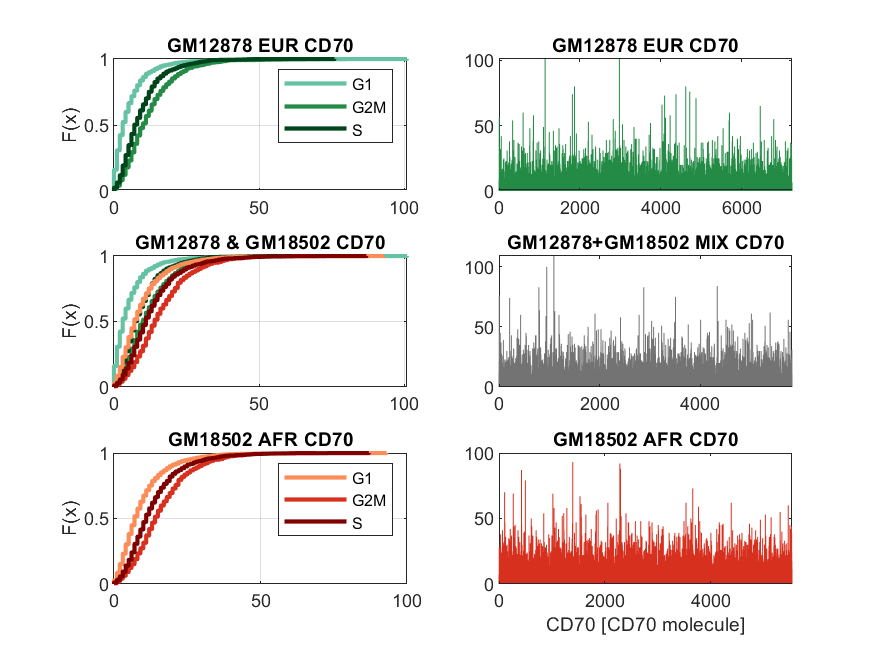 GM12878 EUR CD70
F(x)
1
0.5
0
0 50 100
G1
G2M
S
GM12878 EUR CD70
100
50
0
0 2000 4000 6000
GM12878 & GM18502 CD70
F(x)
1
0.5
0
0 50 100
GM12878+GM18502 MIX CD70
100
50
0
0 2000 4000
GM18502 AFR CD70
F(x)
1
0.5
0
0 50 100
G1
G2M
S
GM18502 AFR CD70
100
50
0
0 2000 4000
CD70 [CD70 molecule]